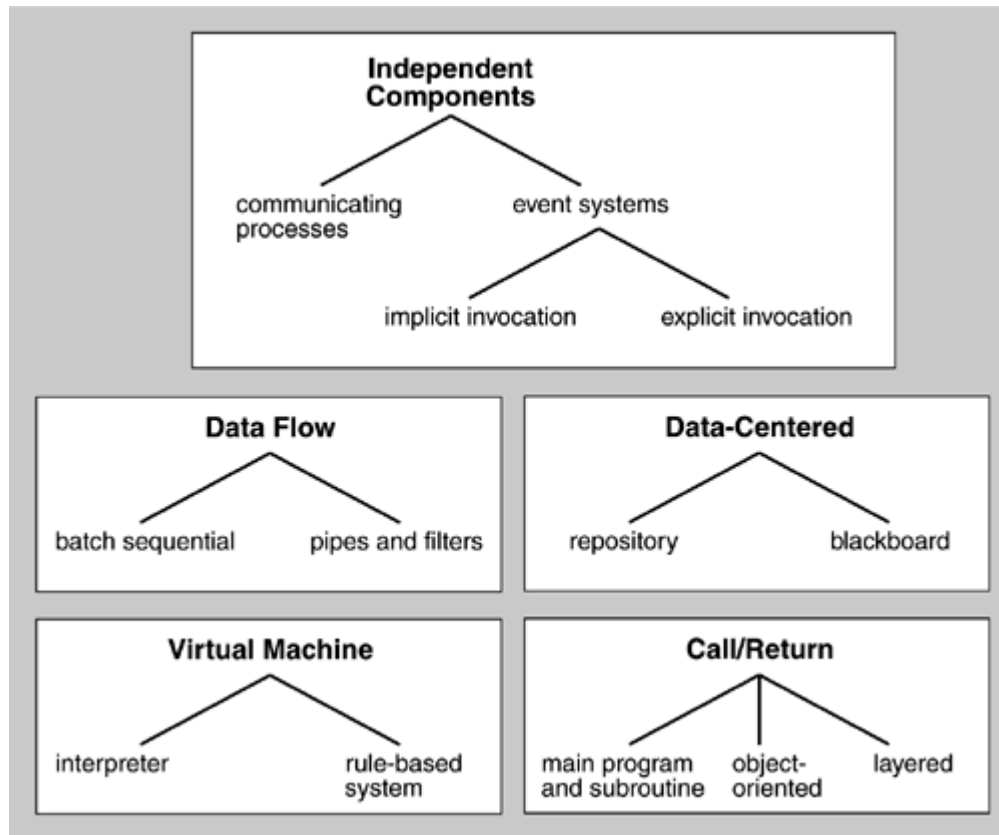 Independent
Components
communicating
processes
event systems
implicit invocation
explicit invocation
Data Flow
batch sequential
pipes and filters
Data-Centered
repository
blackboard
Virtual Machine
interpreter
rule-based
system
Call/Return
main program
and subroutine
object-
oriented
layered